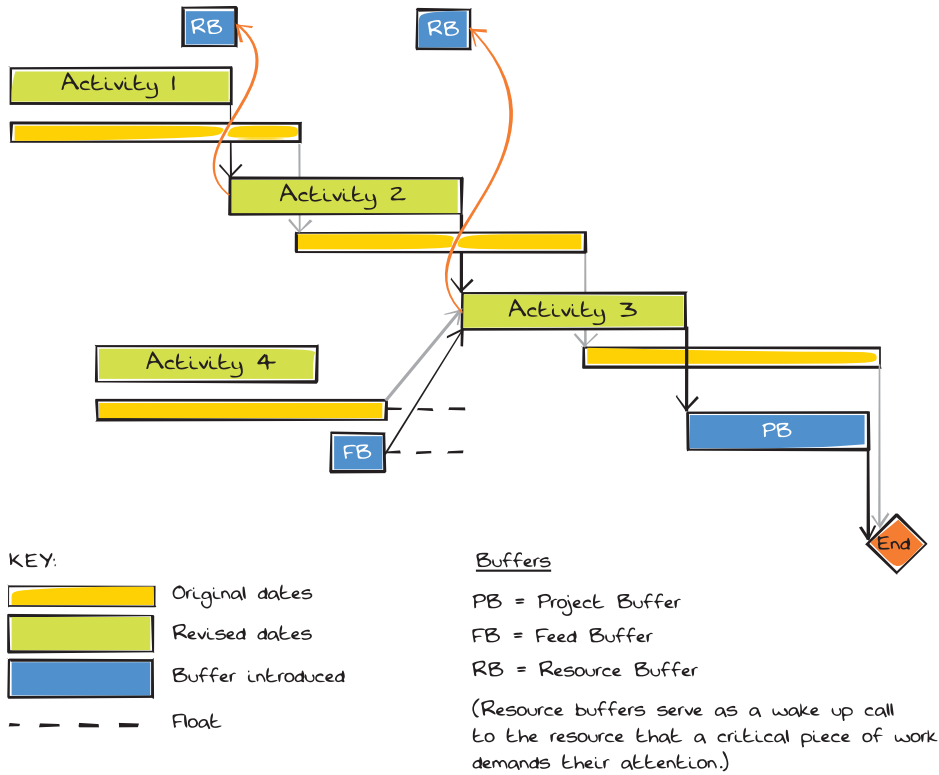 RB
RB
Activity 1
Activity 2
Activity 3
Activity 4
PB
FB
End
KEY:
Original dates
Revised dates
Buffer introduced
Float
Buffers
PB = Project Buffer
FB = Feed Buffer
RB = Resource Buffer
(Resource buffers serve as a wake up call
to the resource that a critical piece of work
demands their attention.)